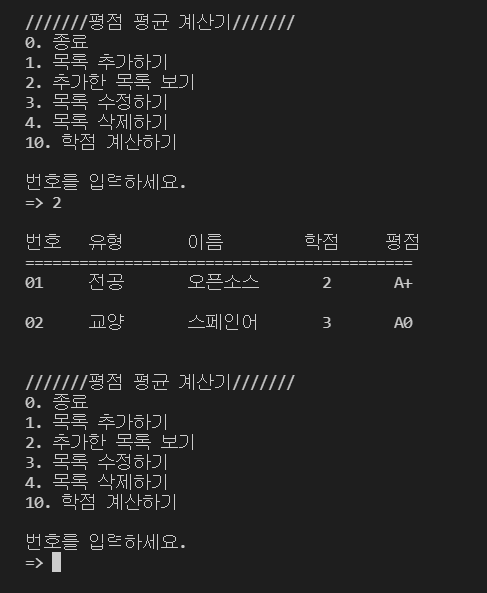 ///////평점 평균 계산기///////
0. 종료
1. 목록 추가하기
2. 추가한 목록 보기
3. 목록 수정하기
4. 목록 삭제하기
10. 학점 계산하기
번호를 입력하세요.
=> 2
번호 유형 이름 학점 평점
===========================================
01 전공 오픈소스 2 A+
02 교양 스페인어 3 A0
///////평점 평균 계산기///////
0. 종료
1. 목록 추가하기
2. 추가한 목록 보기
3. 목록 수정하기
4. 목록 삭제하기
10. 학점 계산하기
번호를 입력하세요.
=>